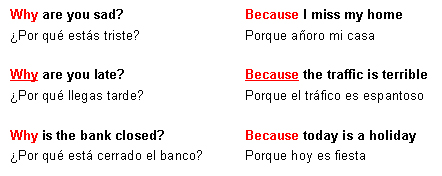 Why are you sad? Because I miss my home
¿Por qué estás triste? Porque añoro mi casa
Why are you late? Because the traffic is terrible
¿Por qué llegas tarde? Porque el tráfico es espantoso
Why is the bank closed? Because today is a holiday
¿Por qué está cerrado el banco? Porque hoy es fiesta